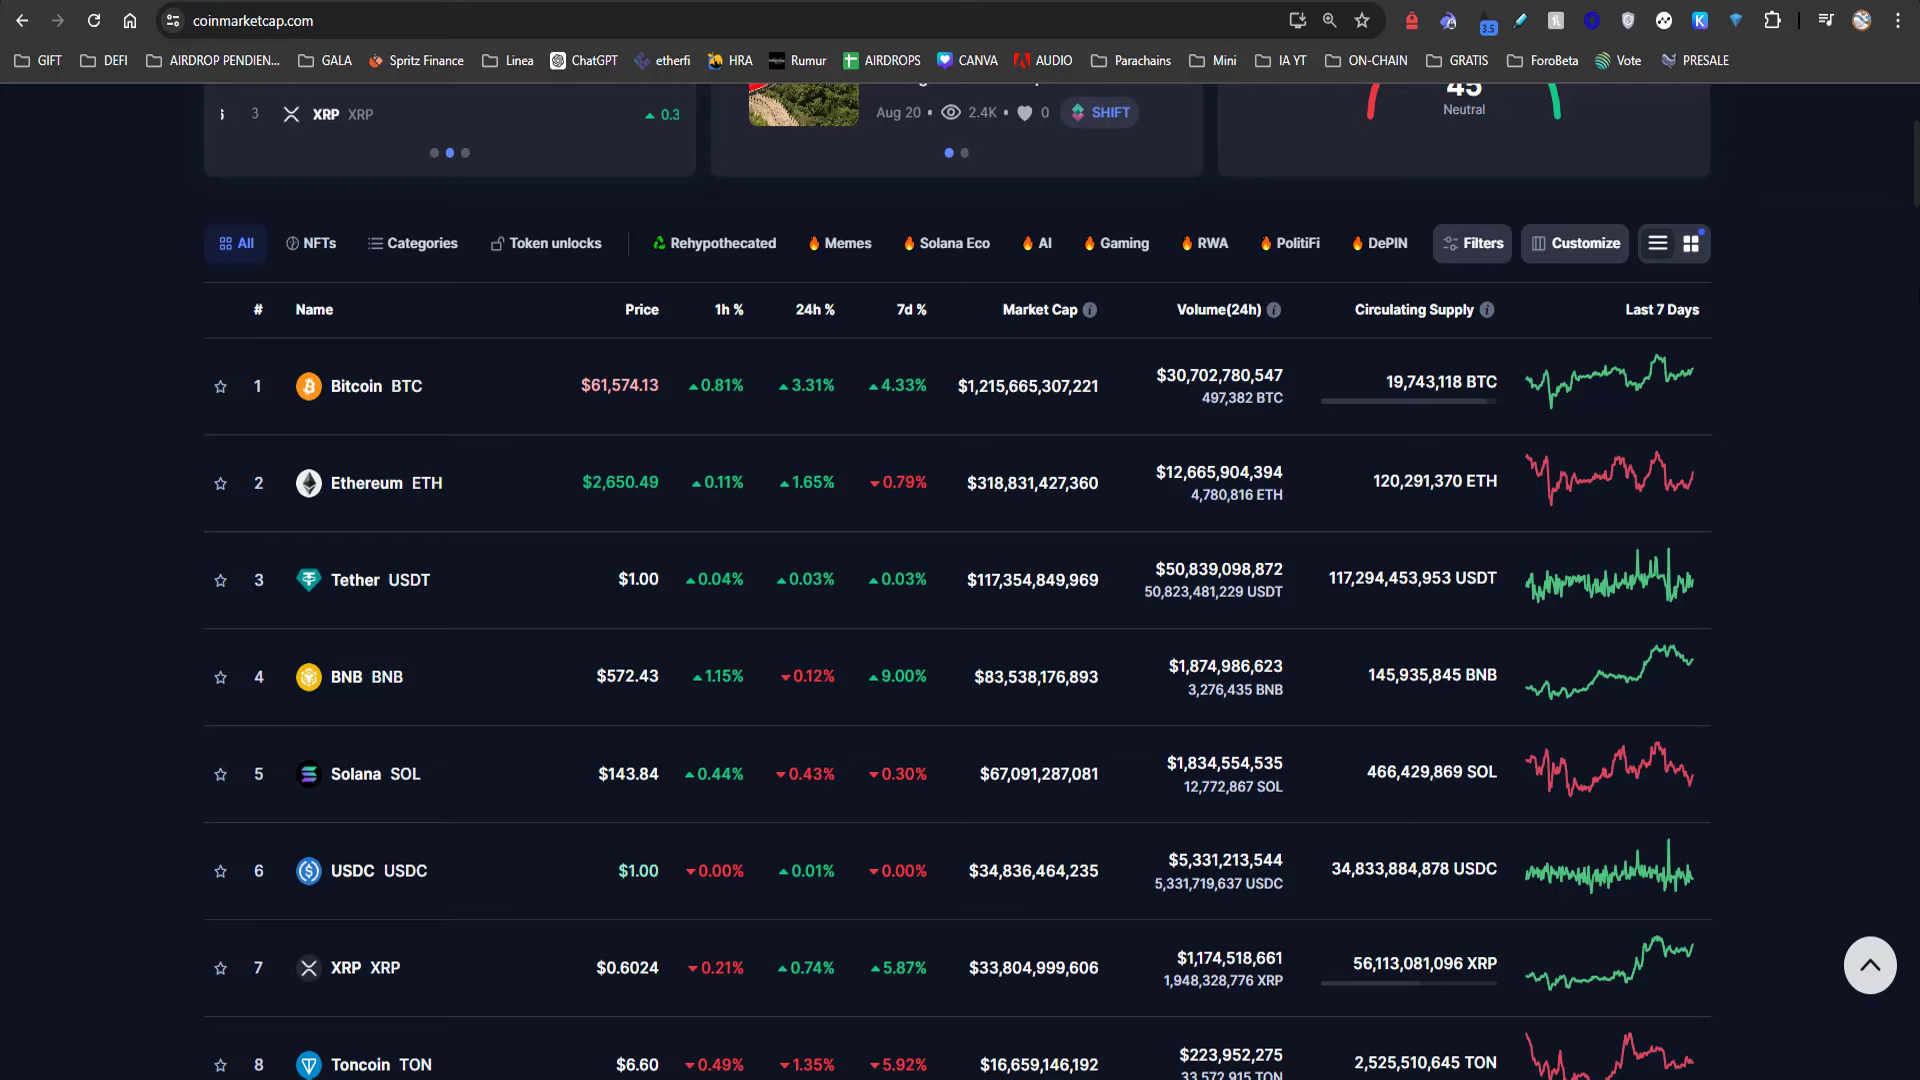 coinmarketcap.com
3.5
GIFT DEFI AIRDROP PENDIEN... GALA Spritz Finance Linea ChatGPT etherfi HRA Rumur AIRDROPS CANVA AUDIO Parachains Mini IA YT ON-CHAIN GRATIS ForoBeta Vote PRESALE
3 XRP XRP 0.3
Aug 20 • 2.4K • 0 SHIFT
45
Neutral
All NFTs Categories Token unlocks Rehypothecated Memes Solana Eco AI Gaming RWA PolitiFi DePIN Filters Customize
# Name Price 1h % 24h % 7d % Market Cap Volume(24h) Circulating Supply Last 7 Days
1 Bitcoin BTC $61,574.13 0.81% 3.31% 4.33% $1,215,665,307,221 $30,702,780,547 19,743,118 BTC
497,382 BTC
2 Ethereum ETH $2,650.49 0.11% 1.65% 0.79% $318,831,427,360 $12,665,904,394 120,291,370 ETH
4,780,816 ETH
3 Tether USDT $1.00 0.04% 0.03% 0.03% $117,354,849,969 $50,839,098,872 117,294,453,953 USDT
50,823,481,229 USDT
4 BNB BNB $572.43 1.15% 0.12% 9.00% $83,538,176,893 $1,874,986,623 145,935,845 BNB
3,276,435 BNB
5 Solana SOL $143.84 0.44% 0.43% 0.30% $67,091,287,081 $1,834,554,535 466,429,869 SOL
12,772,867 SOL
6 USDC USDC $1.00 0.00% 0.01% 0.00% $34,836,464,235 $5,331,213,544 34,833,884,878 USDC
5,331,719,637 USDC
7 XRP XRP $0.6024 0.21% 0.74% 5.87% $33,804,999,606 $1,174,518,661 56,113,081,096 XRP
1,948,328,776 XRP
8 Toncoin TON $6.60 0.49% 1.35% 5.92% $16,659,146,192 $223,952,275 2,525,510,645 TON
33,572,915 TON